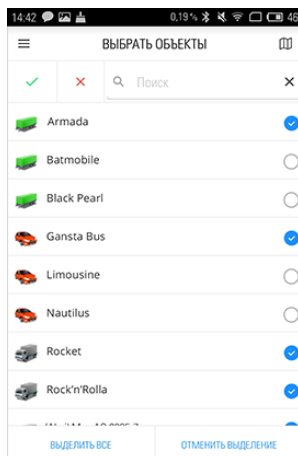 14:42 0,19% 46
ВЫБРАТЬ ОБЪЕКТЫ
Поиск
Armada
Batmobile
Black Pearl
Gansta Bus
Limousine
Nautilus
Rocket
Rock'n'Rolla
ВЫДЕЛИТЬ ВСЕ ОТМЕНИТЬ ВЫДЕЛЕНИЕ